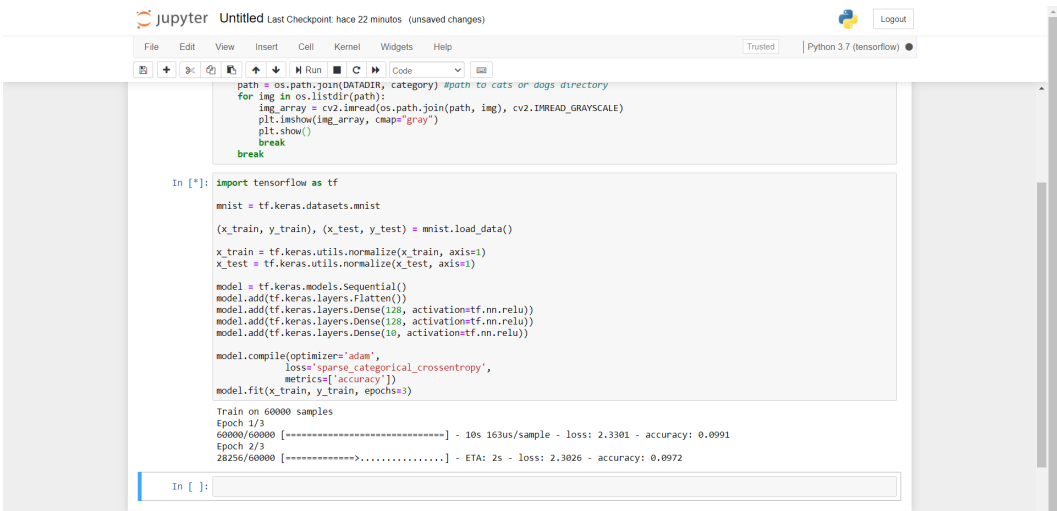 jupyter Untitled Last Checkpoint: hace 22 minutos (unsaved changes)
Logout
File Edit View Insert Cell Kernel Widgets Help
Trusted
Python 3.7 (tensorflow)
Run
Code
path = os.path.join(DATADIR, category) #path to cats or dogs directory
for img in os.listdir(path):
img_array = cv2.imread(os.path.join(path, img), cv2.IMREAD_GRAYSCALE)
plt.imshow(img_array, cmap="gray")
plt.show()
break
break
In [*]: import tensorflow as tf
mnist = tf.keras.datasets.mnist
(x_train, y_train), (x_test, y_test) = mnist.load_data()
x_train = tf.keras.utils.normalize(x_train, axis=1)
x_test = tf.keras.utils.normalize(x_test, axis=1)
model = tf.keras.models.Sequential()
model.add(tf.keras.layers.Flatten())
model.add(tf.keras.layers.Dense(128, activation=tf.nn.relu))
model.add(tf.keras.layers.Dense(128, activation=tf.nn.relu))
model.add(tf.keras.layers.Dense(10, activation=tf.nn.relu))
model.compile(optimizer='adam',
loss='sparse_categorical_crossentropy',
metrics=['accuracy'])
model.fit(x_train, y_train, epochs=3)
Train on 60000 samples
Epoch 1/3
60000/60000 [==============================] - 10s 163us/sample - loss: 2.3301 - accuracy: 0.0991
Epoch 2/3
28256/60000 [=============>................] - ETA: 2s - loss: 2.3026 - accuracy: 0.0972
In [ ]: